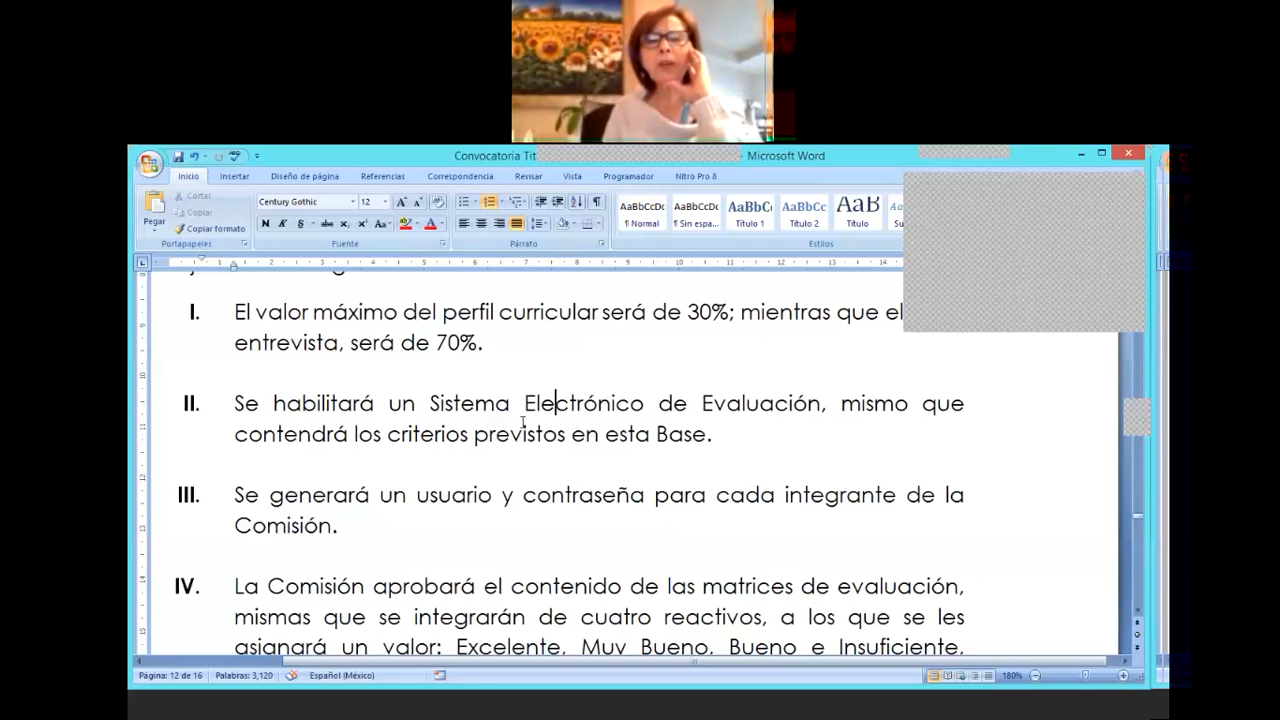 Convocatoria Tit - Microsoft Word
Inicio Insertar Diseño de página Referencias Correspondencia Revisar Vista Programador Nitro Pro 8
Cortar
Copiar
Pegar
Copiar formato
Century Gothic 12
AaBbCcDc AaBbCcDc AaBbC AaBbCc AaB
¶ Normal ¶ Sin espa... Título 1 Título 2 Título
Portapapeles Fuente Párrafo Estilos
I. El valor máximo del perfil curricular será de 30%; mientras que el
entrevista, será de 70%.
II. Se habilitará un Sistema Electrónico de Evaluación, mismo que
contendrá los criterios previstos en esta Base.
III. Se generará un usuario y contraseña para cada integrante de la
Comisión.
IV. La Comisión aprobará el contenido de las matrices de evaluación,
mismas que se integrarán de cuatro reactivos, a los que se les
asignará un valor: Excelente, Muy Bueno, Bueno e Insuficiente,
Página: 12 de 16 Palabras: 3,120 Español (México) 180%